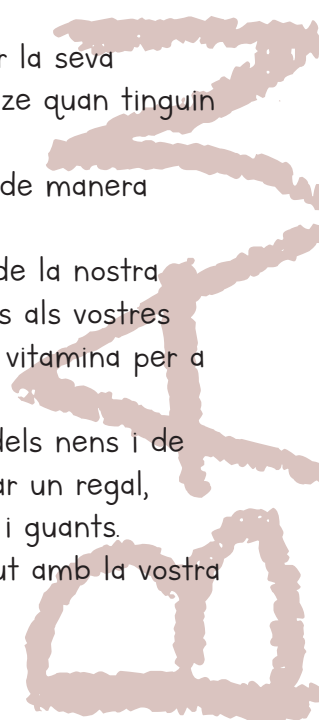 r la seva
ze quan tinguin
de manera
de la nostra
s als vostres
vitamina per a
dels nens i de
ar un regal,
i guants.
ut amb la vostra